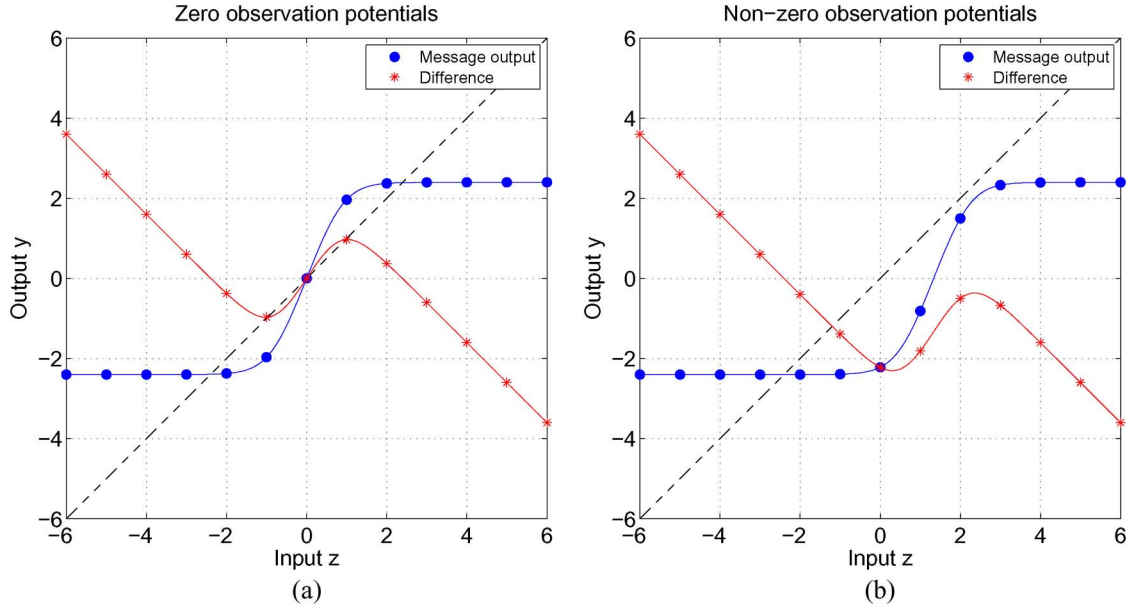 Zero observation potentials
Message output
Difference
Output y
6
4
2
0
−2
−4
−6
−6 −4 −2 0 2 4 6
Input z
(a)
Non−zero observation potentials
Message output
Difference
Output y
6
4
2
0
−2
−4
−6
−6 −4 −2 0 2 4 6
Input z
(b)